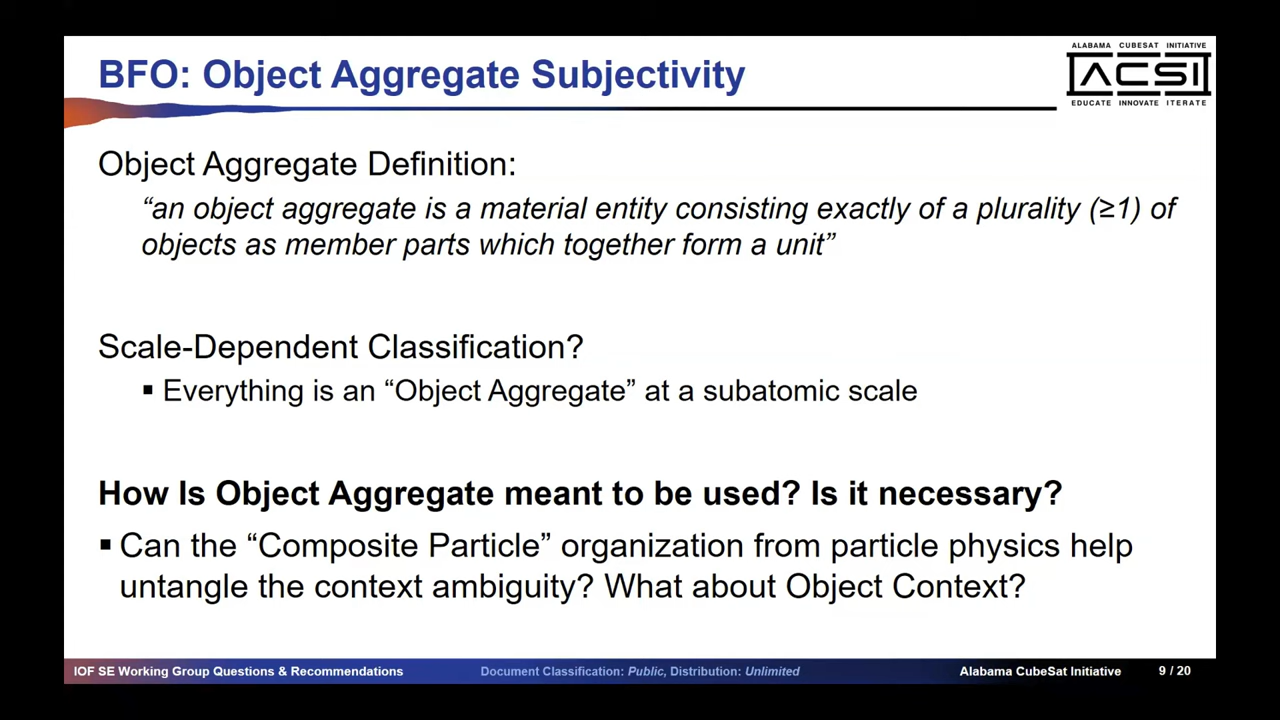 BFO: Object Aggregate Subjectivity
ALABAMA CUBESAT INITIATIVE
ACSI
EDUCATE INNOVATE ITERATE
Object Aggregate Definition:
“an object aggregate is a material entity consisting exactly of a plurality (≥1) of
objects as member parts which together form a unit”
Scale-Dependent Classification?
▪ Everything is an “Object Aggregate” at a subatomic scale
How Is Object Aggregate meant to be used? Is it necessary?
▪ Can the “Composite Particle” organization from particle physics help
untangle the context ambiguity? What about Object Context?
IOF SE Working Group Questions & Recommendations
Document Classification: Public, Distribution: Unlimited
Alabama CubeSat Initiative
9 / 20